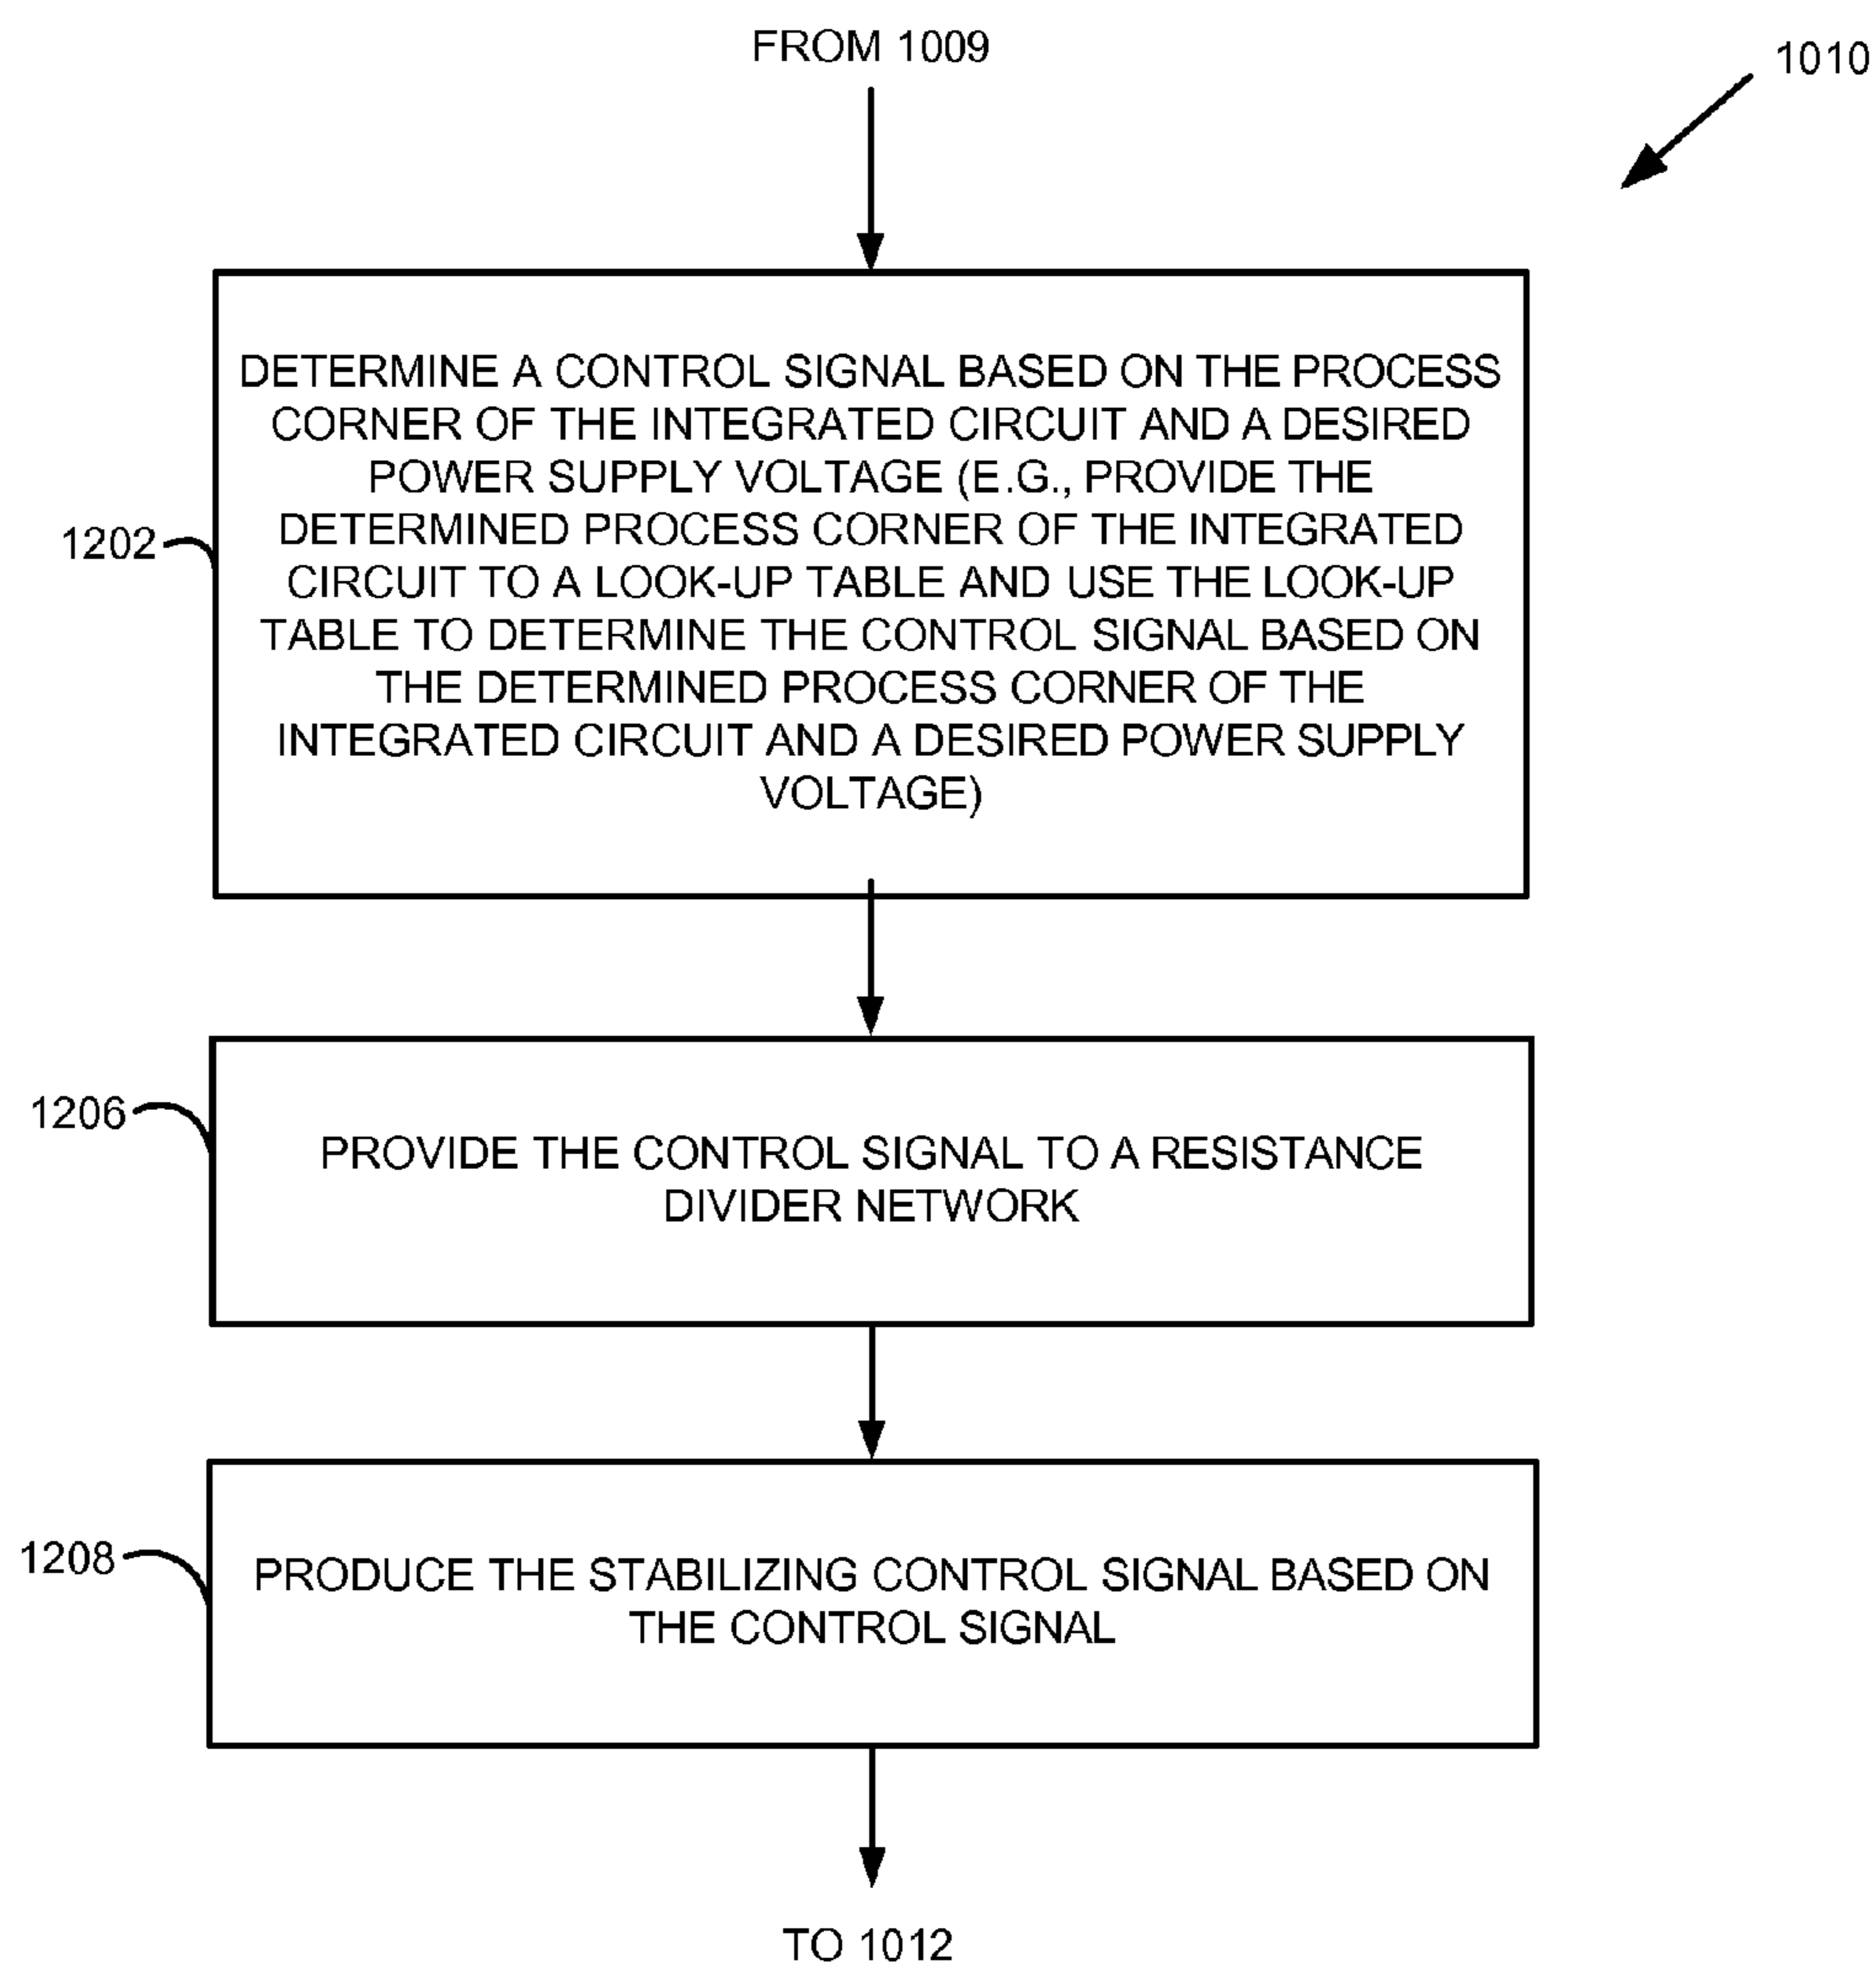 FROM 1009
1010
DETERMINE A CONTROL SIGNAL BASED ON THE PROCESS
CORNER OF THE INTEGRATED CIRCUIT AND A DESIRED
POWER SUPPLY VOLTAGE (E.G., PROVIDE THE
DETERMINED PROCESS CORNER OF THE INTEGRATED
CIRCUIT TO A LOOK-UP TABLE AND USE THE LOOK-UP
TABLE TO DETERMINE THE CONTROL SIGNAL BASED ON
THE DETERMINED PROCESS CORNER OF THE
INTEGRATED CIRCUIT AND A DESIRED POWER SUPPLY
VOLTAGE)
1202
1206
PROVIDE THE CONTROL SIGNAL TO A RESISTANCE
DIVIDER NETWORK
1208
PRODUCE THE STABILIZING CONTROL SIGNAL BASED ON
THE CONTROL SIGNAL
TO 1012